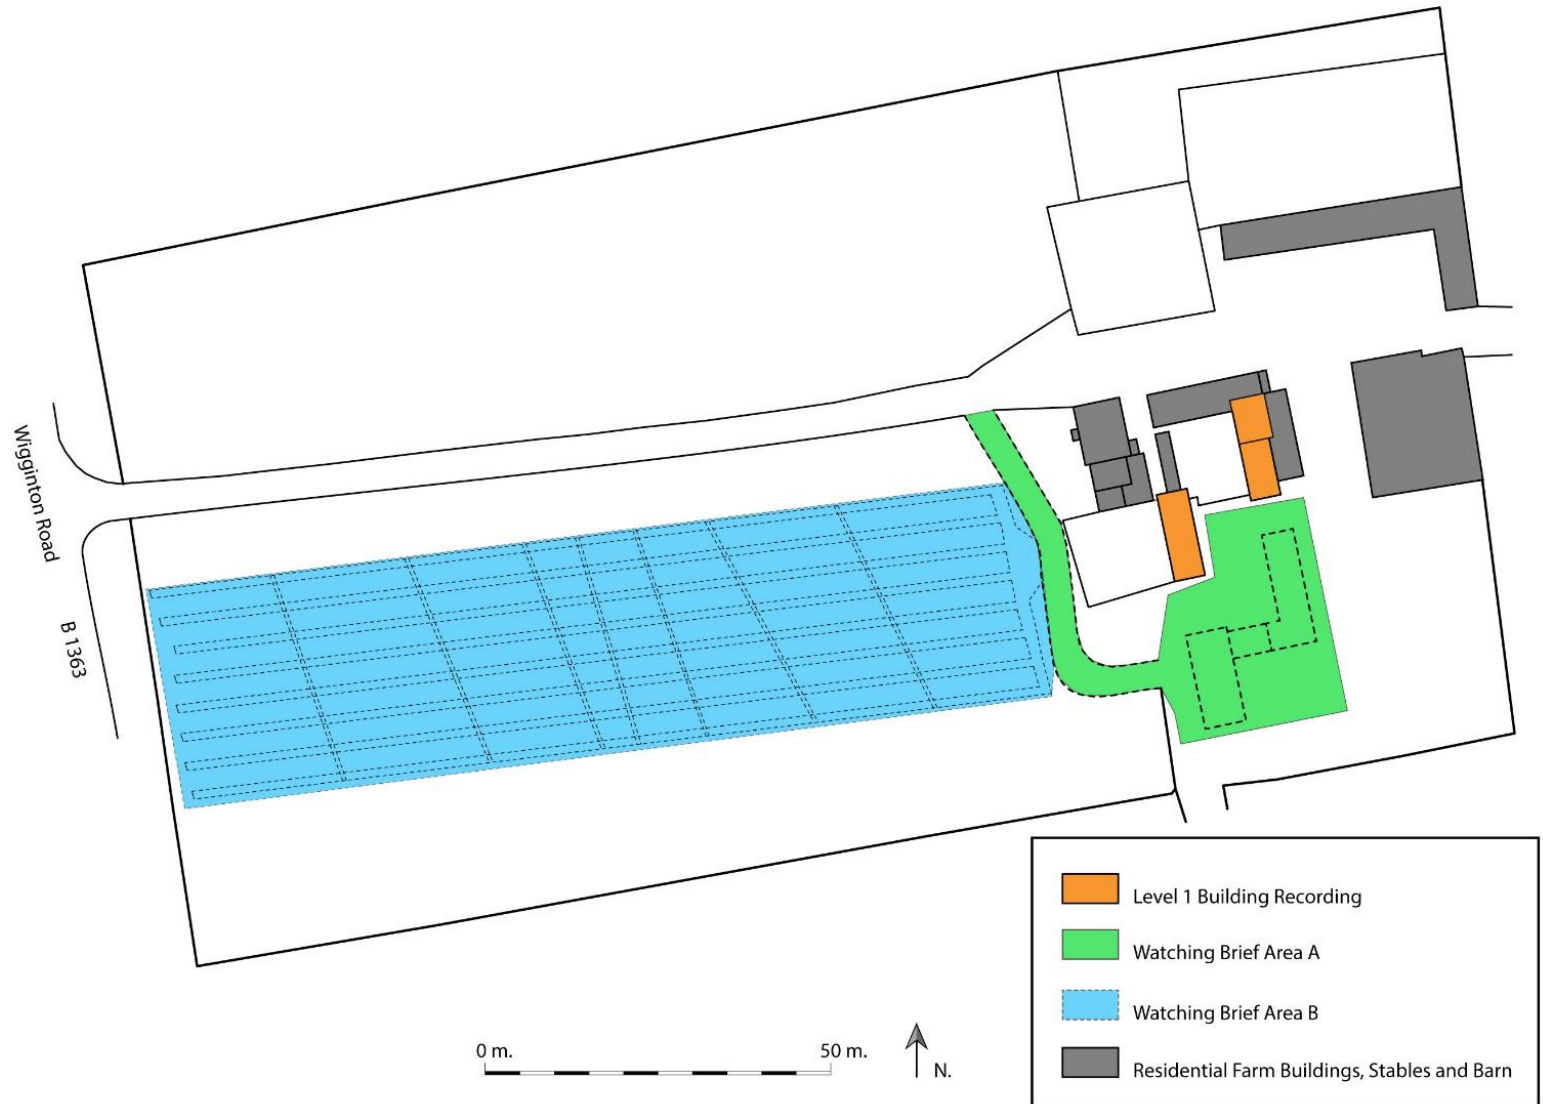 Wigginton Road
B 1363
0 m.
50 m.
N.
Level 1 Building Recording
Watching Brief Area A
Watching Brief Area B
Residential Farm Buildings, Stables and Barn